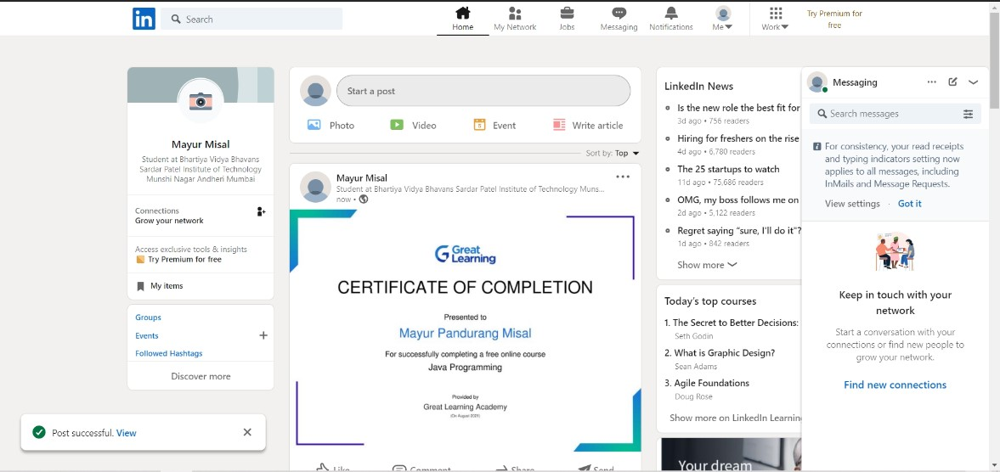 in
Search
Home
My Network
Jobs
Messaging
Notifications
Me
Work
Try Premium for
free
Mayur Misal
Student at Bhartiya Vidya Bhavans
Sardar Patel Institute of Technology
Munshi Nagar Andheri Mumbai
Connections
Grow your network
Access exclusive tools & insights
Try Premium for free
My items
Groups
Events
Followed Hashtags
Discover more
Post successful. View
Start a post
Photo
Video
Event
Write article
Sort by: Top
Mayur Misal
Student at Bhartiya Vidya Bhavans Sardar Patel Institute of Technology Muns...
now •
Great
Learning
CERTIFICATE OF COMPLETION
Presented to
Mayur Pandurang Misal
For successfully completing a free online course
Java Programming
Provided by
Great Learning Academy
(On August 2021)
Like
Comment
Share
Send
LinkedIn News
Is the new role the best fit for
3d ago • 756 readers
Hiring for freshers on the rise
4d ago • 6,780 readers
The 25 startups to watch
11d ago • 75,686 readers
OMG, my boss follows me on
2d ago • 5,122 readers
Regret saying “sure, I'll do it”?
1d ago • 842 readers
Show more
Today's top courses
1. The Secret to Better Decisions:
Seth Godin
2. What is Graphic Design?
Sean Adams
3. Agile Foundations
Doug Rose
Show more on LinkedIn Learnin
Your dream
Messaging
Search messages
For consistency, your read receipts
and typing indicators setting now
applies to all messages, including
InMails and Message Requests.
View settings · Got it
Keep in touch with your
network
Start a conversation with your
connections or find new people to
grow your network.
Find new connections